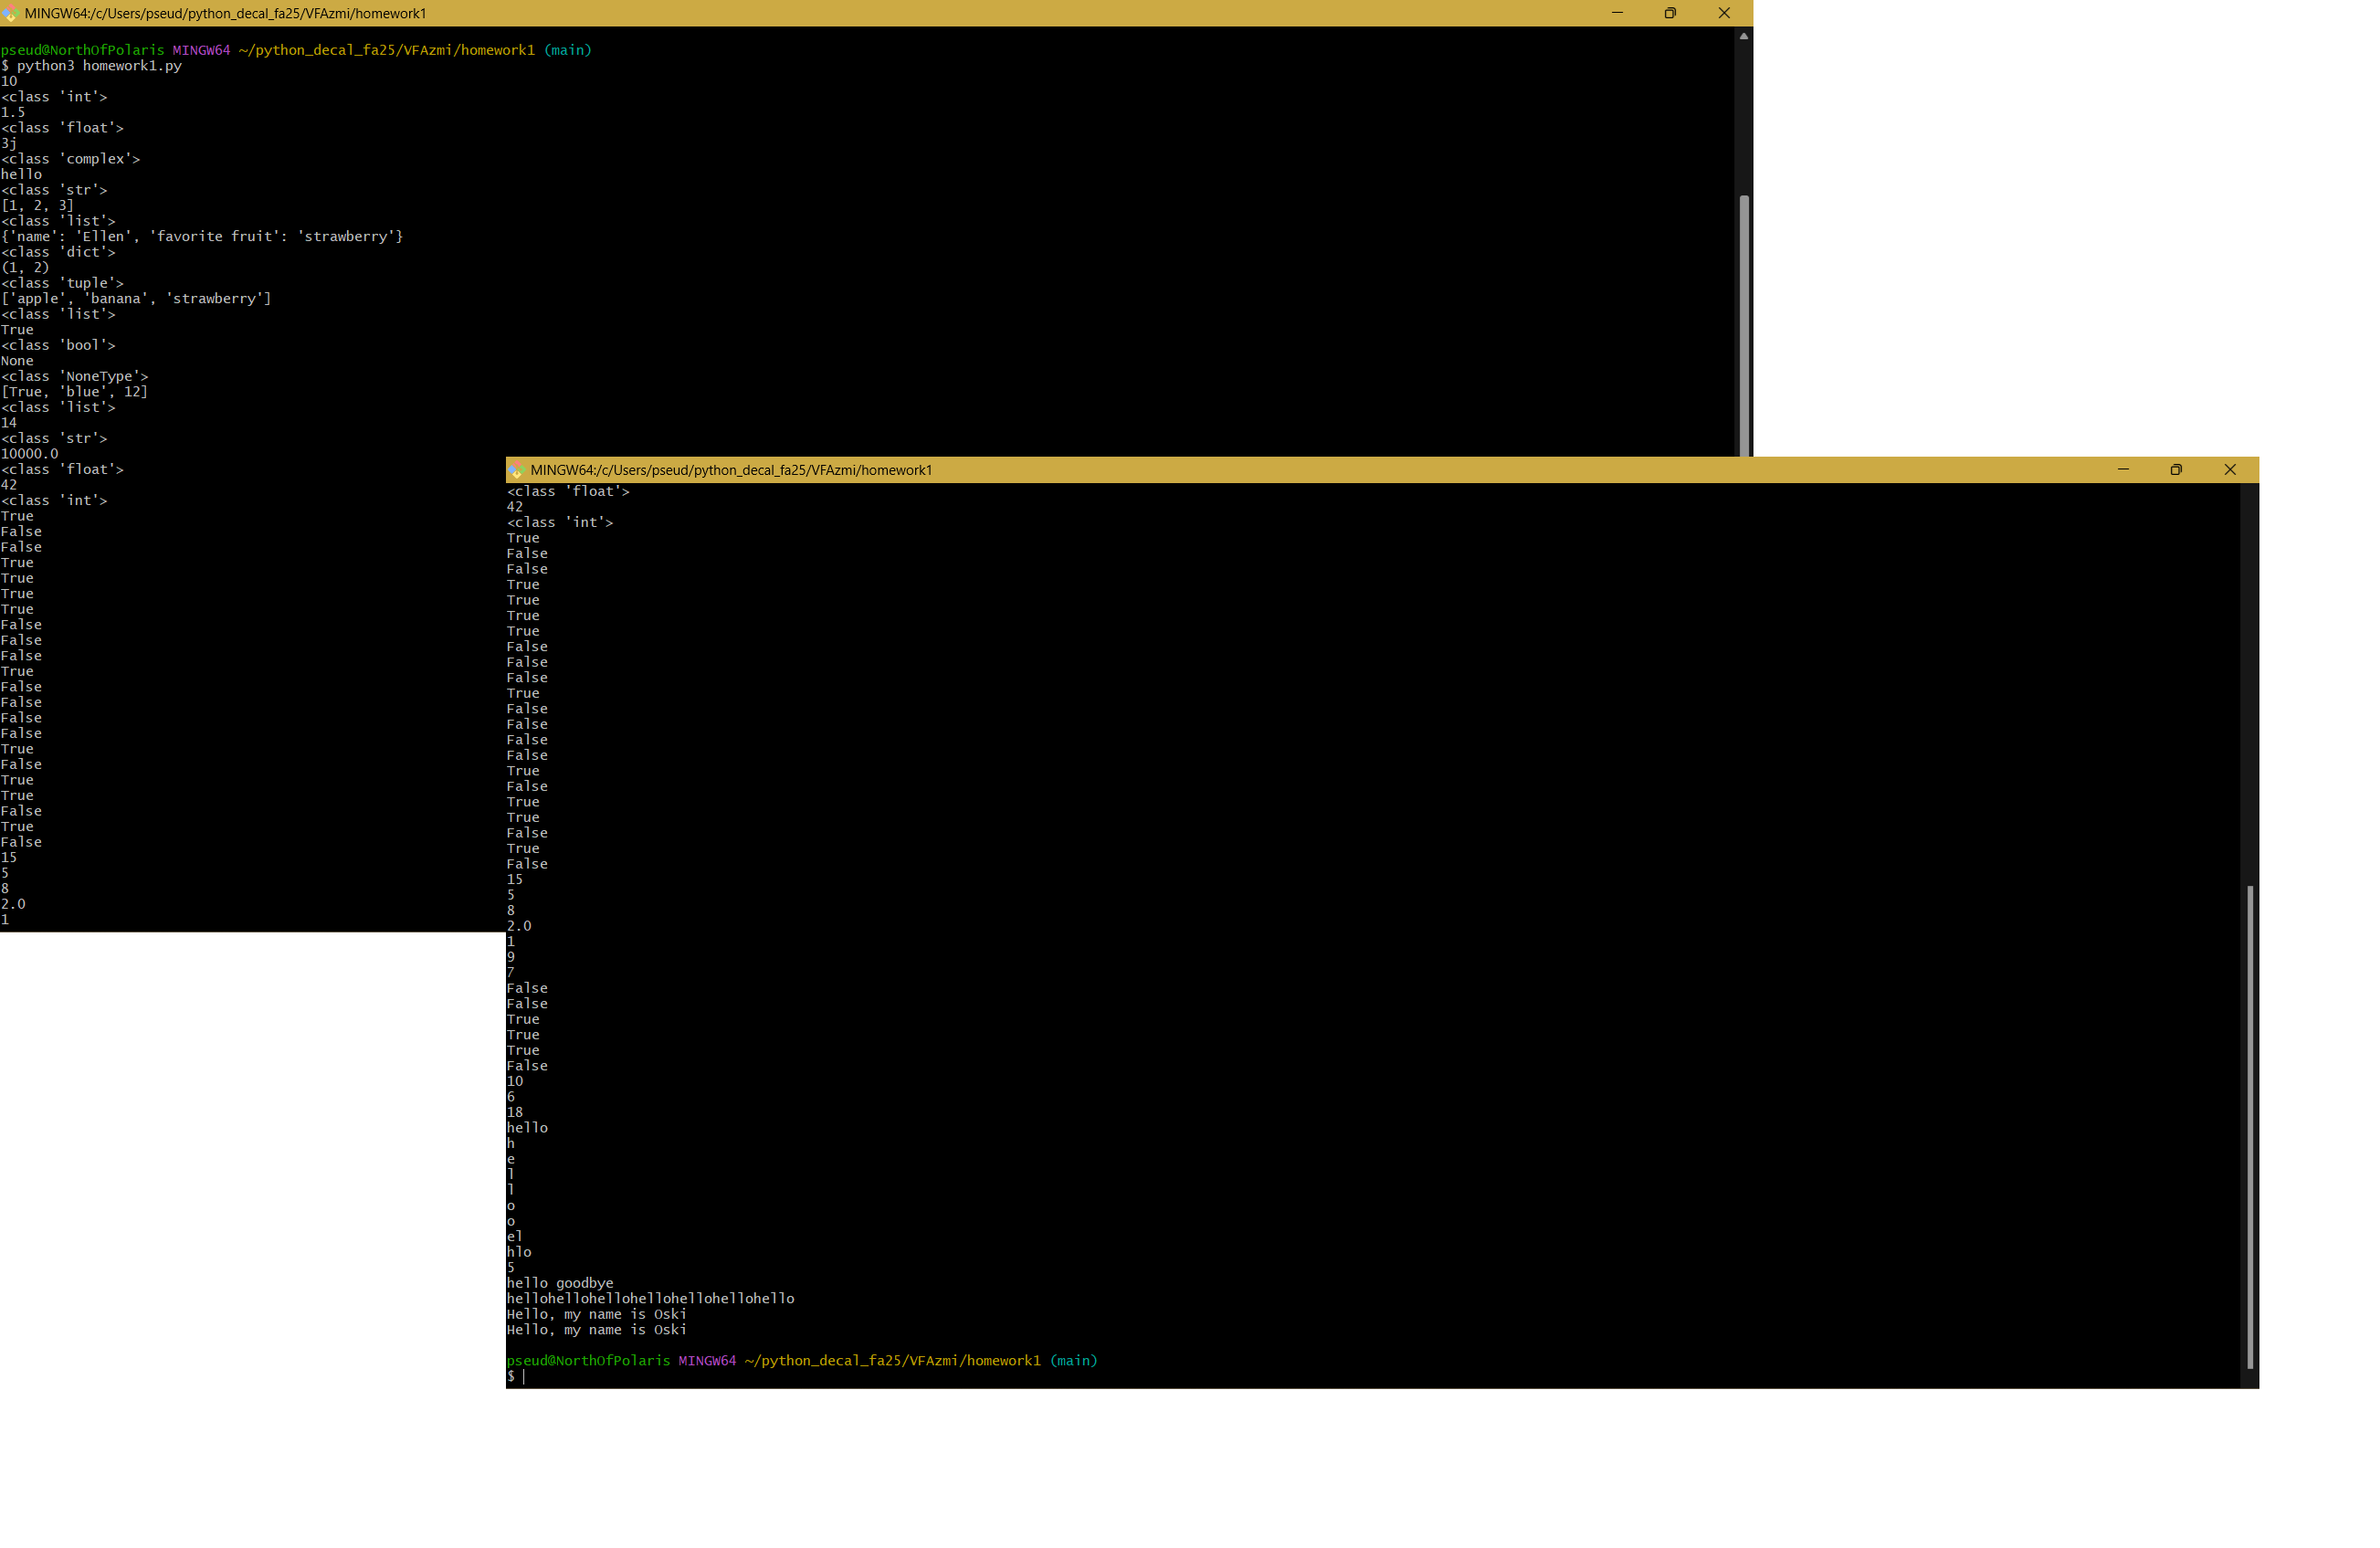 MINGW64:/c/Users/pseud/python_decal_fa25/VFAzmi/homework1
pseud@NorthOfPolaris MINGW64 ~/python_decal_fa25/VFAzmi/homework1 (main)
$ python3 homework1.py
10
<class 'int'>
1.5
<class 'float'>
3j
<class 'complex'>
hello
<class 'str'>
[1, 2, 3]
<class 'list'>
{'name': 'Ellen', 'favorite fruit': 'strawberry'}
<class 'dict'>
(1, 2)
<class 'tuple'>
['apple', 'banana', 'strawberry']
<class 'list'>
True
<class 'bool'>
None
<class 'NoneType'>
[True, 'blue', 12]
<class 'list'>
14
<class 'str'>
10000.0
<class 'float'>
42
<class 'int'>
True
False
False
True
True
True
True
False
False
False
True
False
False
False
False
True
False
True
True
False
True
False
15
5
8
2.0
1
MINGW64:/c/Users/pseud/python_decal_fa25/VFAzmi/homework1
<class 'float'>
42
<class 'int'>
True
False
False
True
True
True
True
False
False
False
True
False
False
False
False
True
False
True
True
False
True
False
15
5
8
2.0
1
9
7
False
False
True
True
True
False
10
6
18
hello
h
e
l
l
o
o
el
hlo
5
hello goodbye
hellohellohellohellohellohellohello
Hello, my name is Oski
Hello, my name is Oski
pseud@NorthOfPolaris MINGW64 ~/python_decal_fa25/VFAzmi/homework1 (main)
$